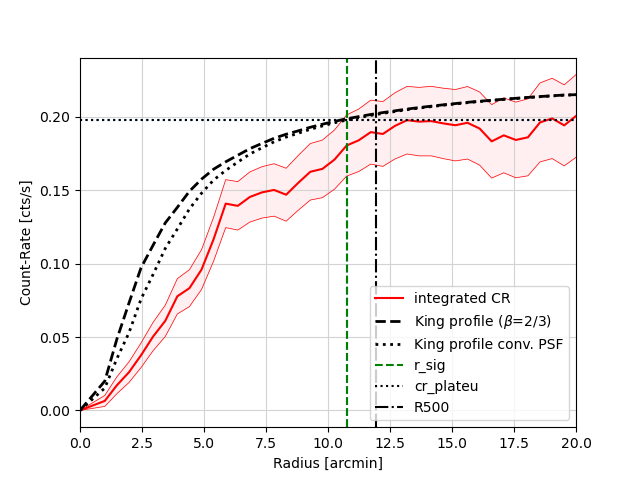 0.20
0.15
0.10
0.05
0.00
Count-Rate [cts/s]
integrated CR
King profile (β=2/3)
King profile conv. PSF
r_sig
cr_plateu
R500
0.0 2.5 5.0 7.5 10.0 12.5 15.0 17.5 20.0
Radius [arcmin]